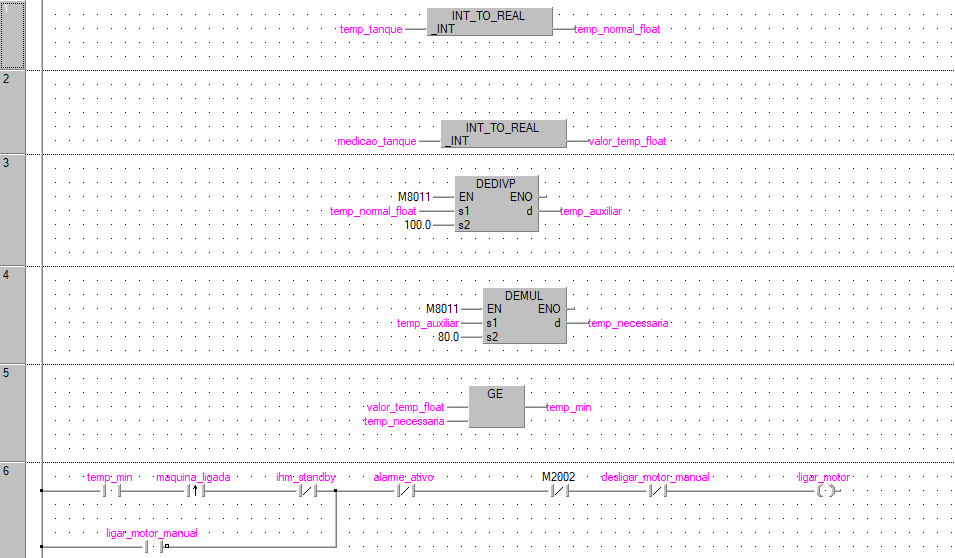 1
INT_TO_REAL
temp_tanque _INT temp_normal_float
2
INT_TO_REAL
medicao_tanque _INT valor_temp_float
3
DEDIVP
M8011 EN ENO
temp_normal_float s1 d temp_auxiliar
100.0 s2
4
DEMUL
M8011 EN ENO
temp_auxiliar s1 d temp_necessaria
80.0 s2
5
GE
valor_temp_float temp_min
temp_necessaria
6
temp_min maquina_ligada ihm_standby alarme_ativo M2002 desligar_motor_manual ligar_motor
ligar_motor_manual